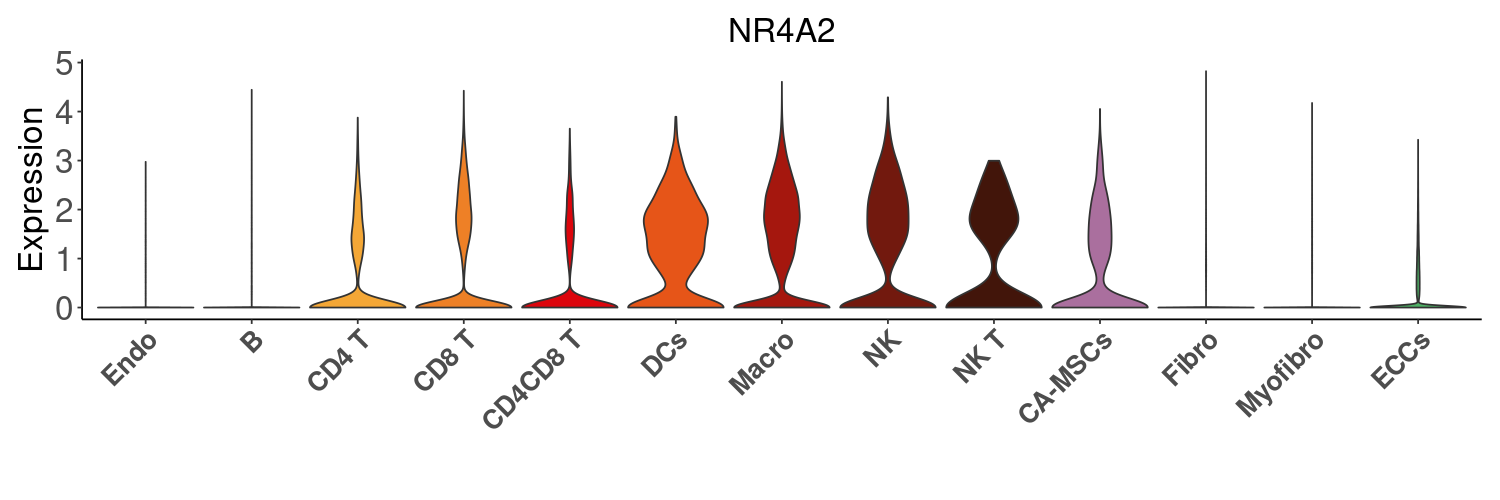 NR4A2
Expression
5
4
3
2
1
0
Endo
B
CD4 T
CD8 T
CD4CD8 T
DCs
Macro
NK
NK T
CA-MSCs
Fibro
Myofibro
ECCs